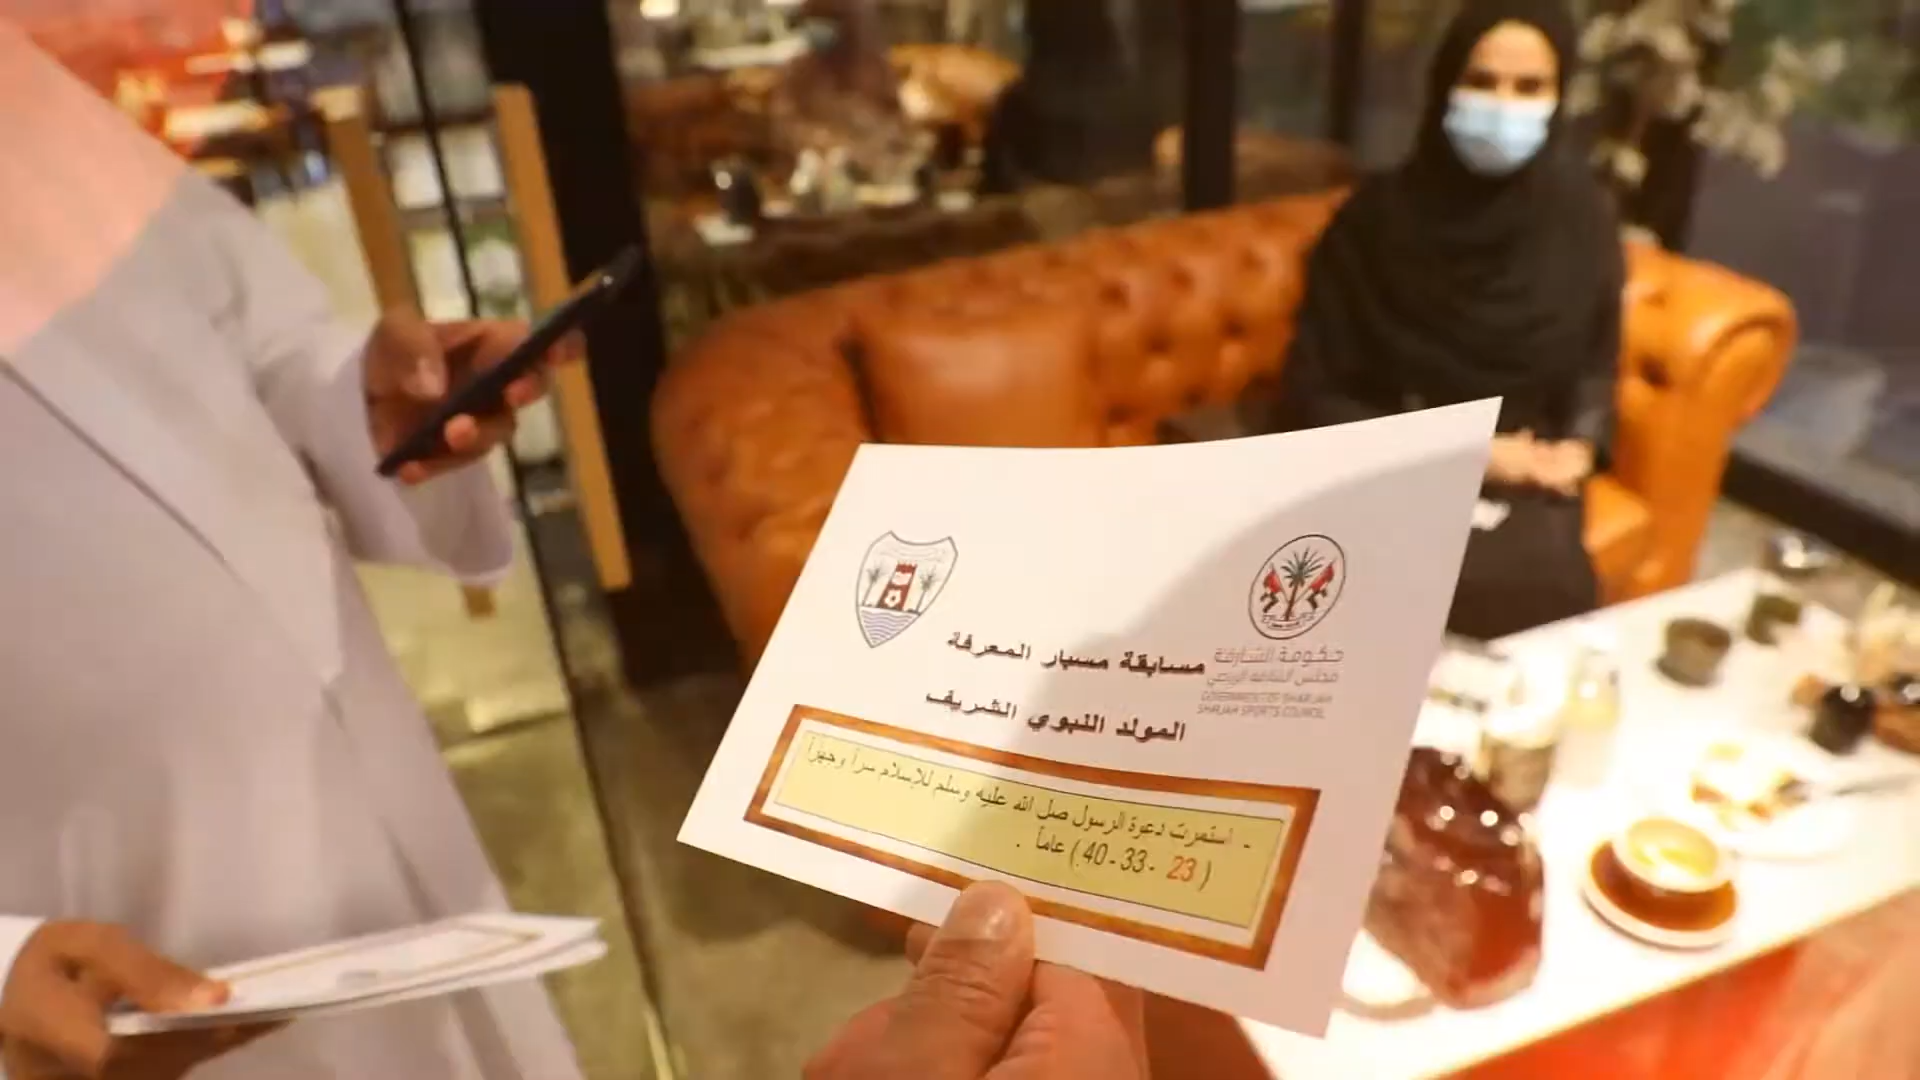 حكومة الشارقة
مجلس الشارقة الرياضي
GOVERNMENT OF SHARJAH
SHARJAH SPORTS COUNCIL
مسابقة مسبار المعرفة
المولد النبوي الشريف
- استمرت دعوة الرسول صل الله عليه وسلم للإسلام سراً وجهراً
( 23 - 33 - 40 ) عاماً .